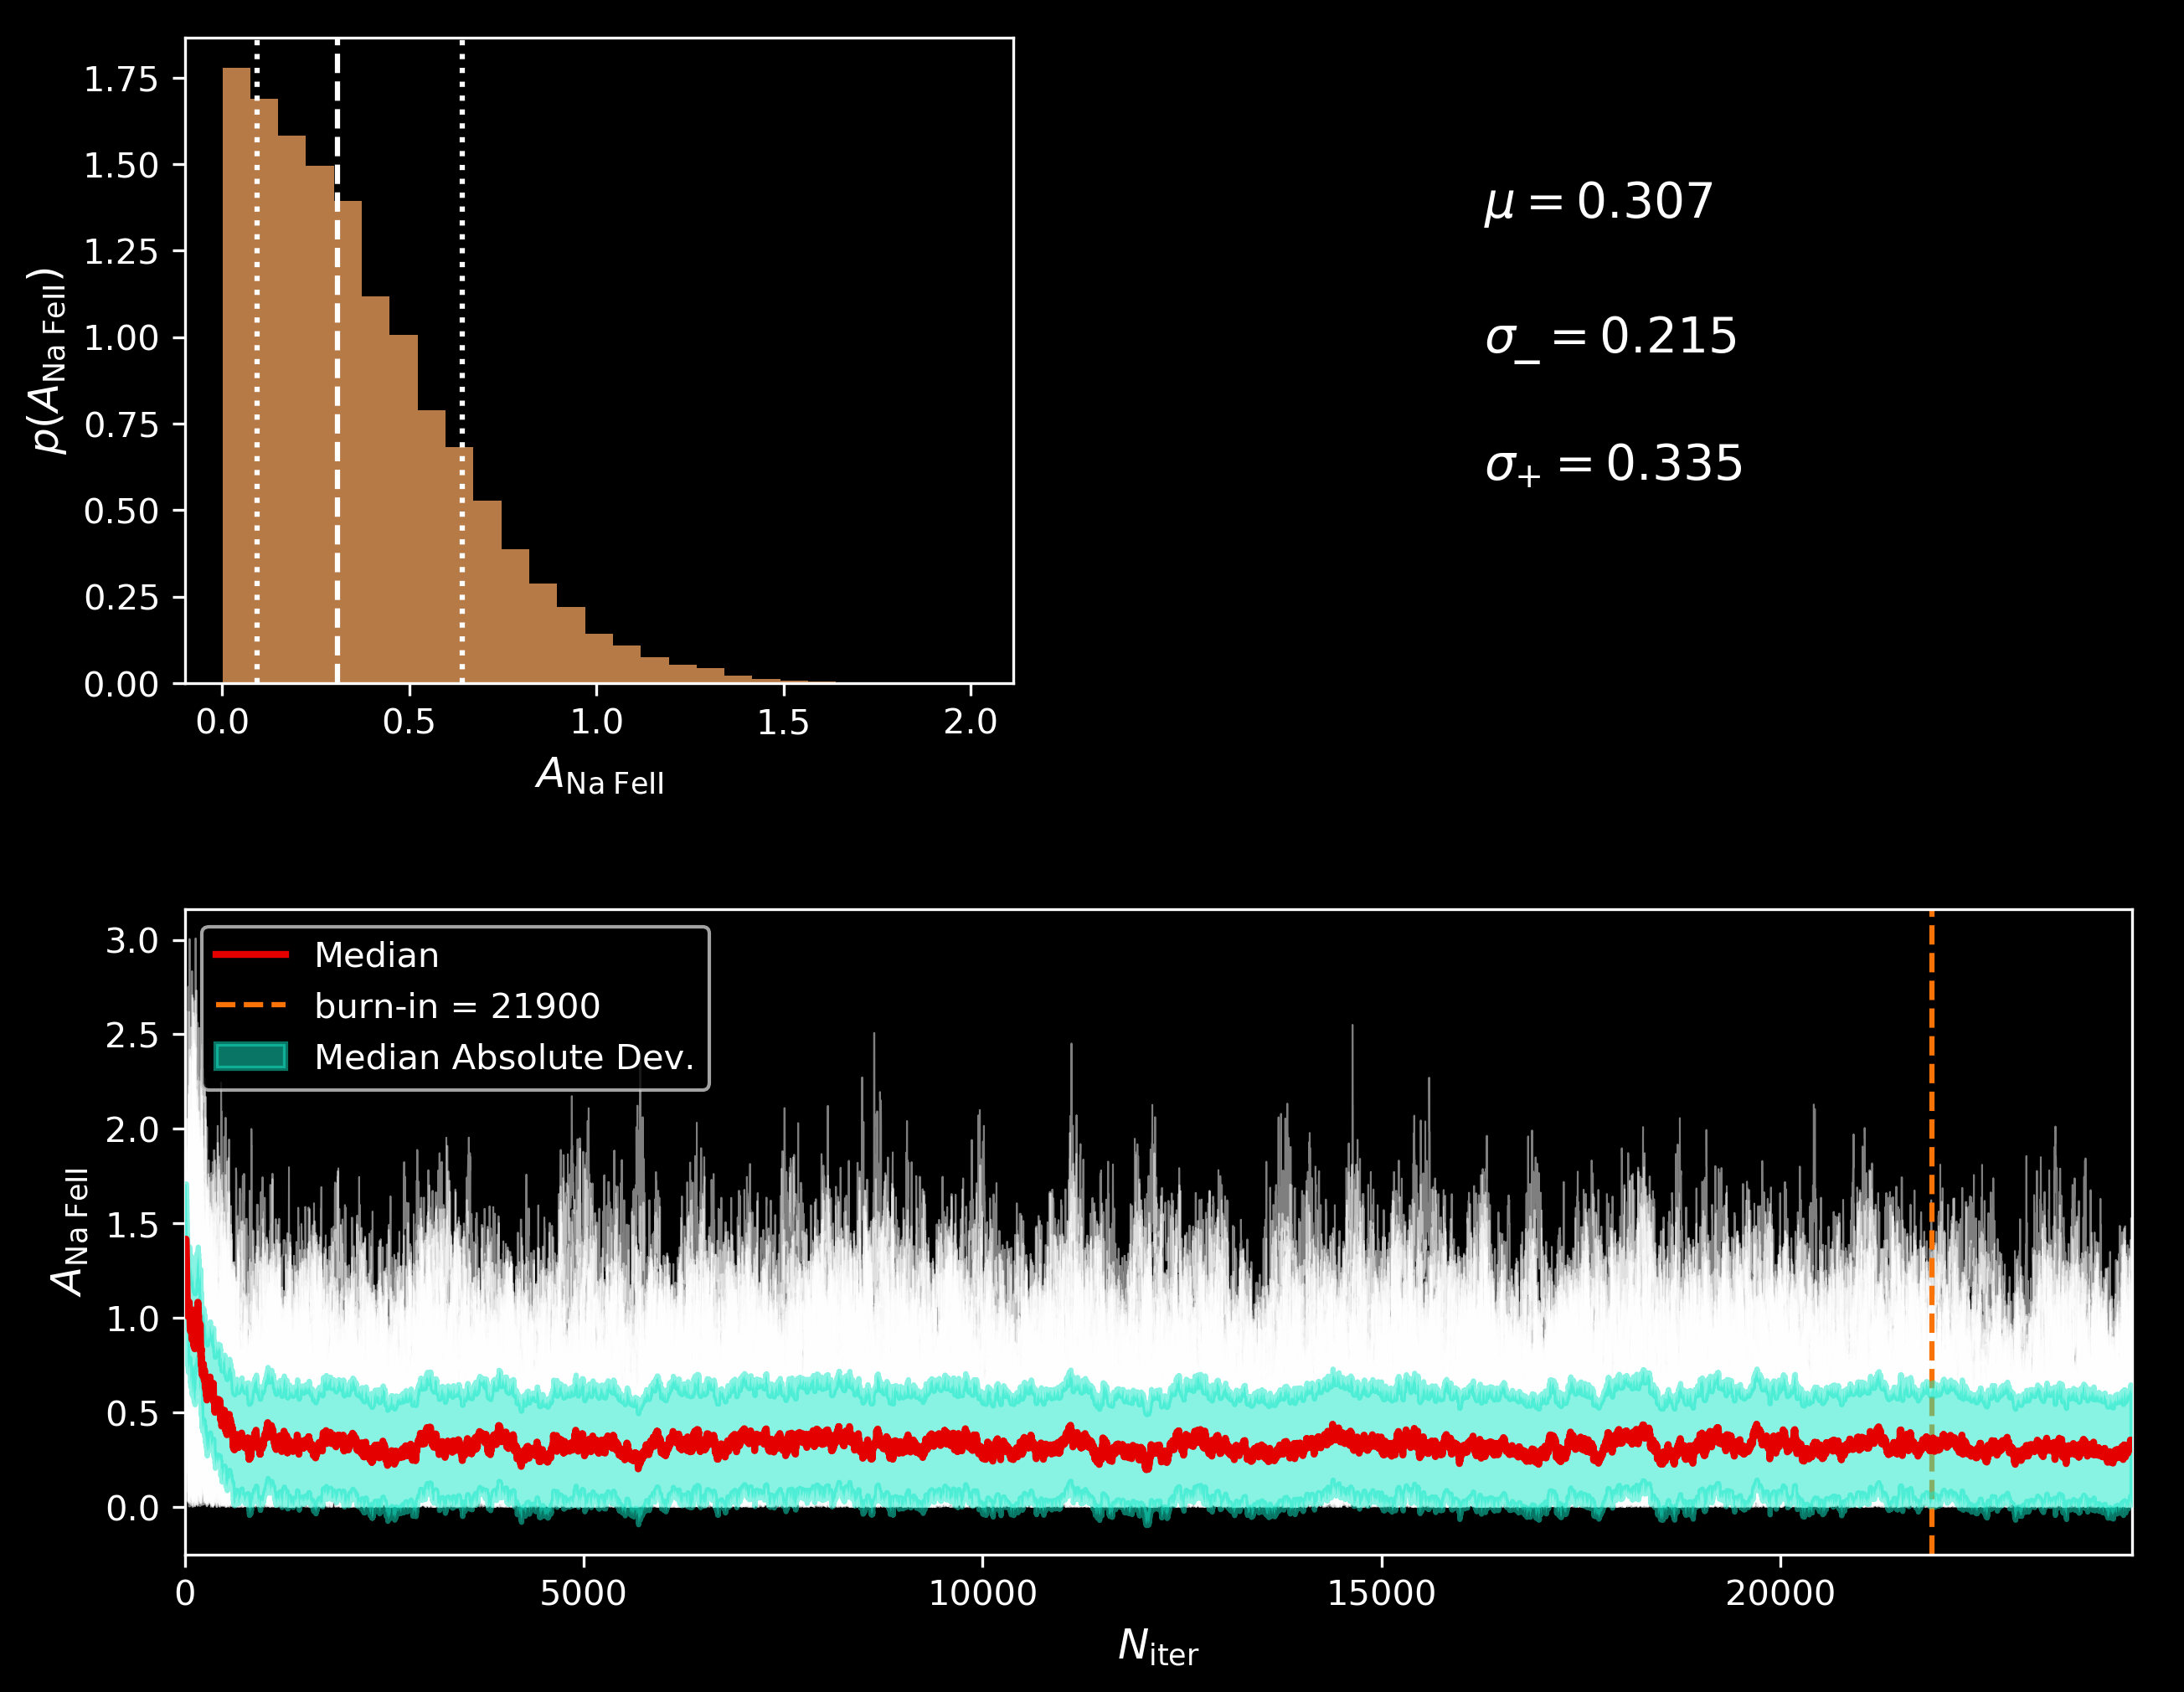 1.75
1.50
1.25
1.00
0.75
0.50
0.25
0.00
p(A_Na FeII)
0.0 0.5 1.0 1.5 2.0
A_Na FeII
μ = 0.307
σ_− = 0.215
σ_+ = 0.335
3.0
2.5
2.0
1.5
1.0
0.5
0.0
A_Na FeII
Median
burn-in = 21900
Median Absolute Dev.
0 5000 10000 15000 20000
N_iter